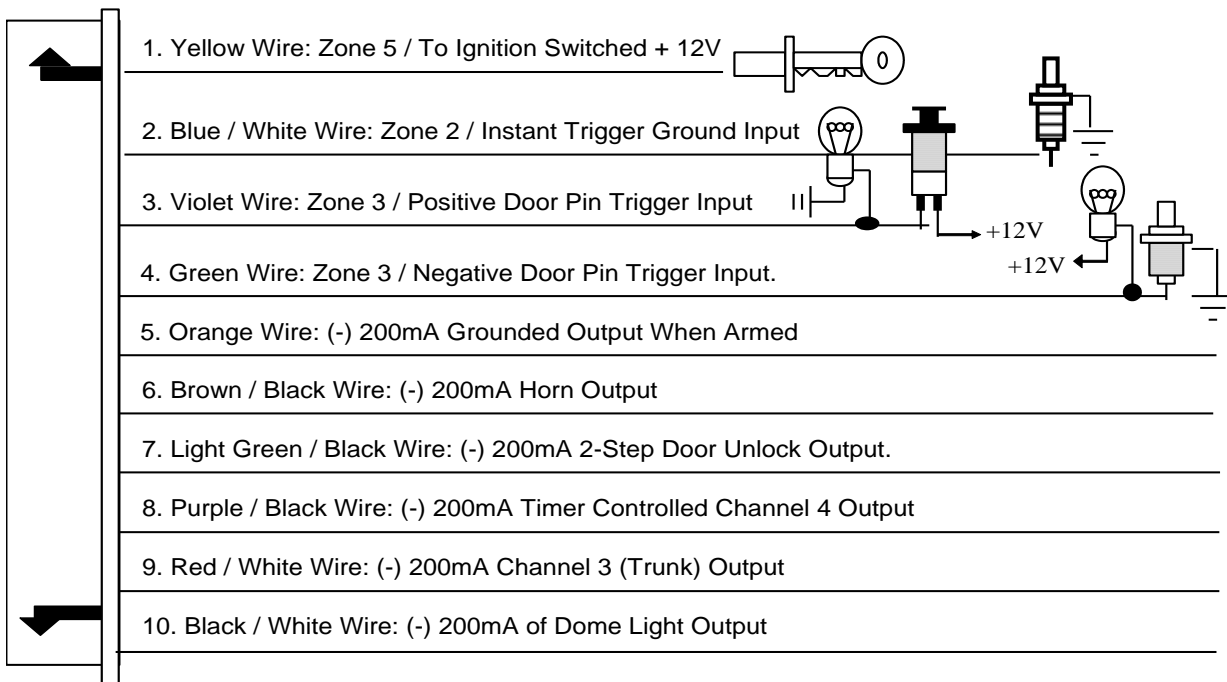 1. Yellow Wire: Zone 5 / To Ignition Switched + 12V
2. Blue / White Wire: Zone 2 / Instant Trigger Ground Input
3. Violet Wire: Zone 3 / Positive Door Pin Trigger Input
+12V
+12V
4. Green Wire: Zone 3 / Negative Door Pin Trigger Input.
5. Orange Wire: (-) 200mA Grounded Output When Armed
6. Brown / Black Wire: (-) 200mA Horn Output
7. Light Green / Black Wire: (-) 200mA 2-Step Door Unlock Output.
8. Purple / Black Wire: (-) 200mA Timer Controlled Channel 4 Output
9. Red / White Wire: (-) 200mA Channel 3 (Trunk) Output
10. Black / White Wire: (-) 200mA of Dome Light Output